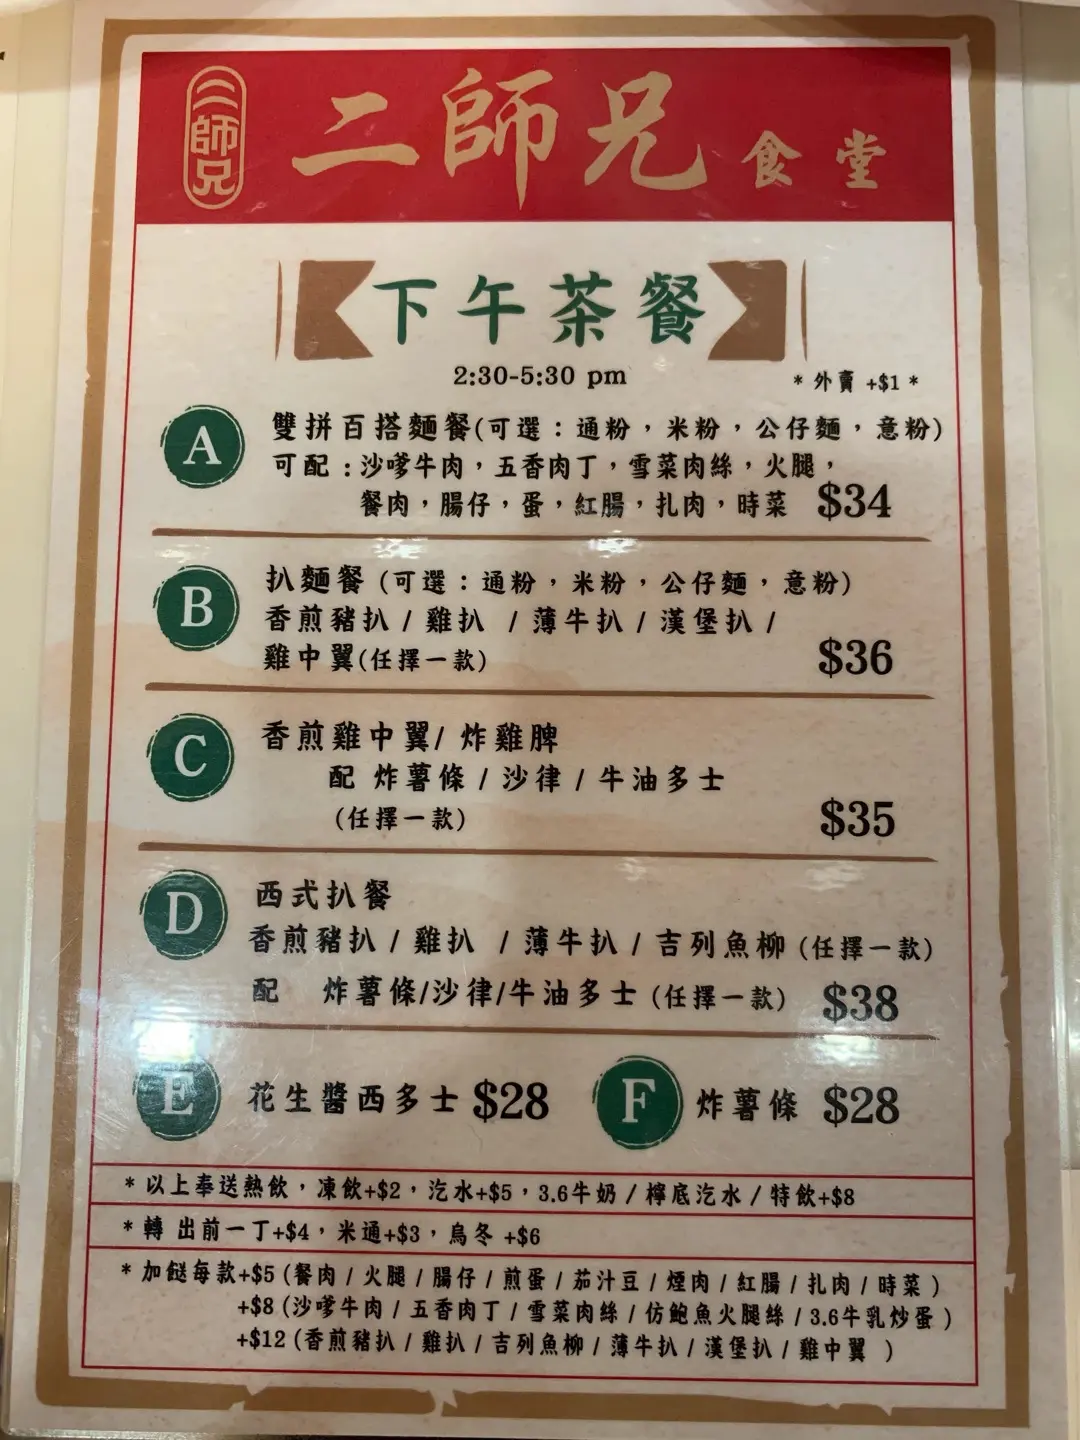 二師兄
二師兄 食堂
下午茶餐
2:30-5:30 pm
* 外賣 +$1 *
A
雙拼百搭麵餐(可選：通粉，米粉，公仔麵，意粉)
可配：沙嗲牛肉，五香肉丁，雪菜肉絲，火腿，
餐肉，腸仔，蛋，紅腸，扎肉，時菜 $34
B
扒麵餐 (可選：通粉，米粉，公仔麵，意粉)
香煎豬扒 / 雞扒 / 薄牛扒 / 漢堡扒 /
雞中翼(任擇一款) $36
C
香煎雞中翼/ 炸雞脾
配 炸薯條 / 沙律 / 牛油多士
(任擇一款) $35
D
西式扒餐
香煎豬扒 / 雞扒 / 薄牛扒 / 吉列魚柳 (任擇一款)
配 炸薯條/沙律/牛油多士 (任擇一款) $38
E 花生醬西多士 $28 F 炸薯條 $28
* 以上奉送熱飲，凍飲+$2，汽水+$5，3.6牛奶 / 檸底汽水 / 特飲+$8
* 轉 出前一丁+$4，米通+$3，烏冬 +$6
* 加餸每款+$5 (餐肉 / 火腿 / 腸仔 / 煎蛋 / 茄汁豆 / 煙肉 / 紅腸 / 扎肉 / 時菜 )
+$8 (沙嗲牛肉 / 五香肉丁 / 雪菜肉絲 / 仿鮑魚火腿絲 / 3.6牛乳炒蛋 )
+$12 (香煎豬扒 / 雞扒 / 吉列魚柳 / 薄牛扒 / 漢堡扒 / 雞中翼 )